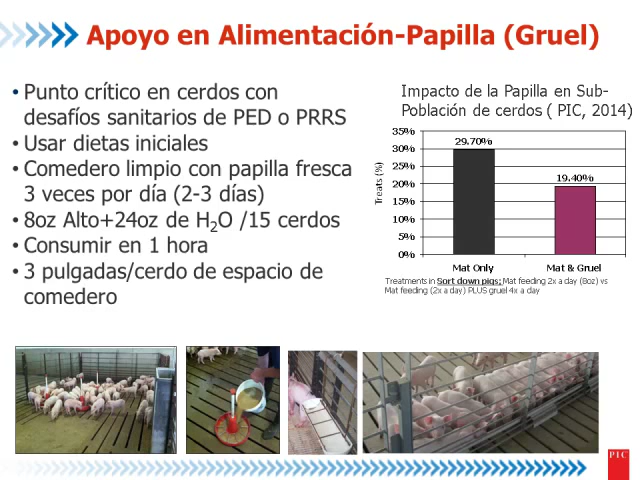 Apoyo en Alimentación-Papilla (Gruel)
• Punto crítico en cerdos con
desafíos sanitarios de PED o PRRS
• Usar dietas iniciales
• Comedero limpio con papilla fresca
3 veces por día (2-3 días)
• 8oz Alto+24oz de H2O /15 cerdos
• Consumir en 1 hora
• 3 pulgadas/cerdo de espacio de
comedero
Impacto de la Papilla en Sub-
Población de cerdos ( PIC, 2014)
Treats (%)
35%
30%
25%
20%
15%
10%
5%
0%
29.70%
19.40%
Mat Only
Mat & Gruel
Treatments in Sort down pigs; Mat feeding 2x a day (8oz) vs
Mat feeding (2x a day) PLUS gruel 4x a day
PIC